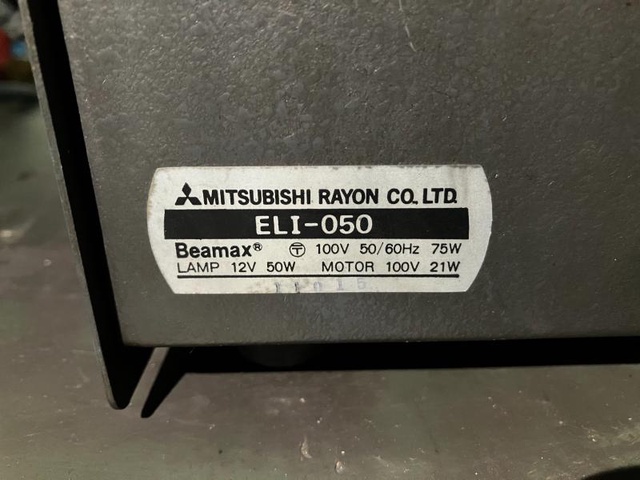 MITSUBISHI RAYON CO., LTD.
ELI-050
Beamax® 〒 100V 50/60Hz 75W
LAMP 12V 50W MOTOR 100V 21W